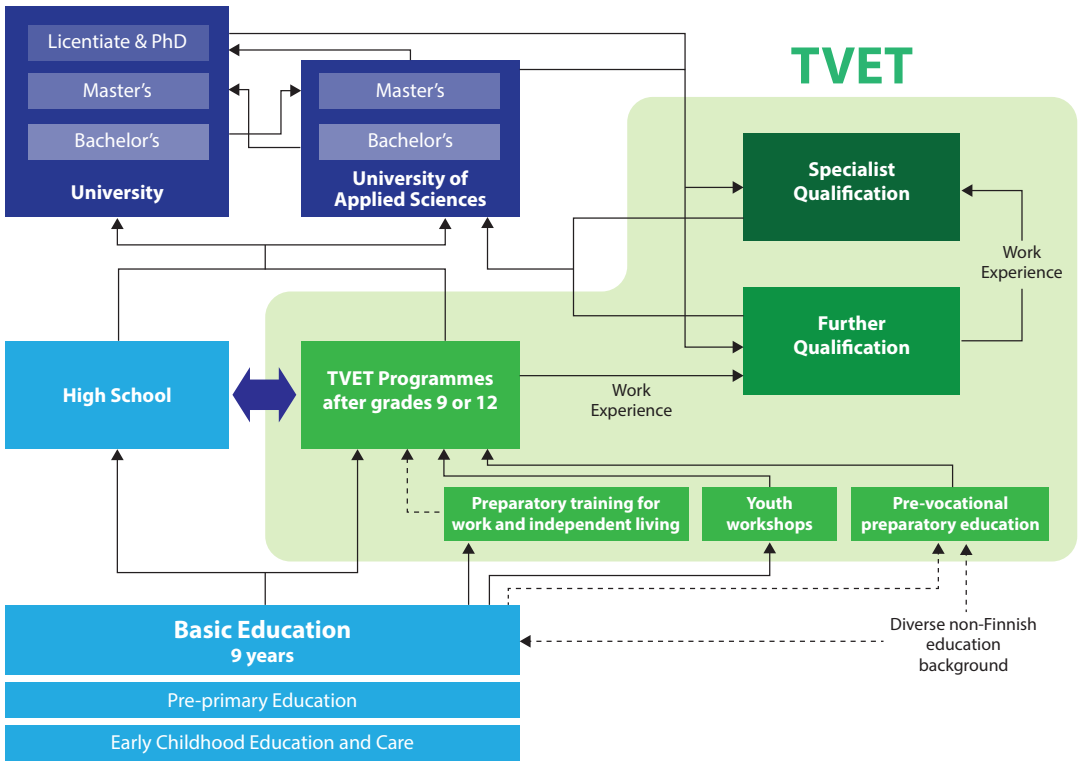 Licentiate & PhD
Master's
Bachelor's
University
Master's
Bachelor's
University of
Applied Sciences
TVET
Specialist
Qualification
Work
Experience
Further
Qualification
High School
TVET Programmes
after grades 9 or 12
Work
Experience
Preparatory training for
work and independent living
Youth
workshops
Pre-vocational
preparatory education
Basic Education
9 years
Diverse non-Finnish
education
background
Pre-primary Education
Early Childhood Education and Care